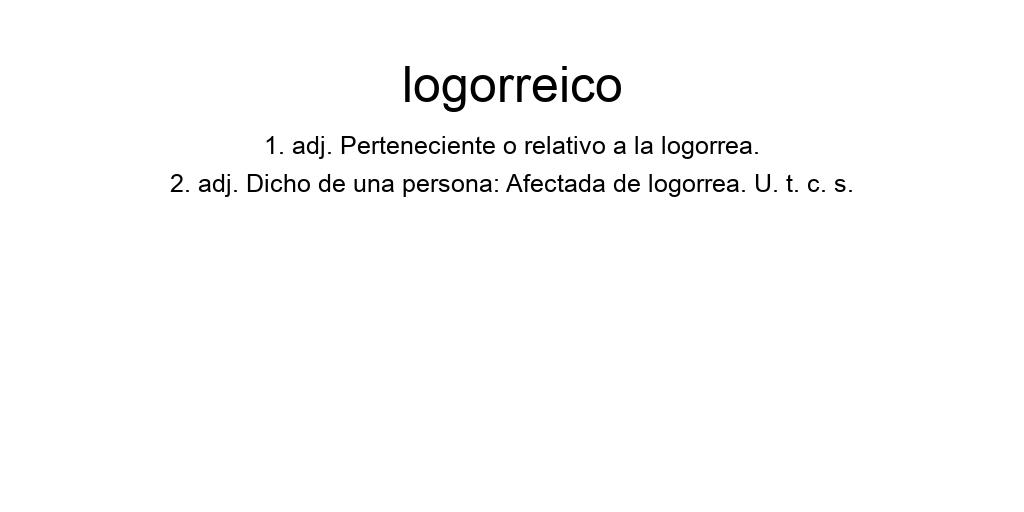 logorreico
1. adj. Perteneciente o relativo a la logorrea.
2. adj. Dicho de una persona: Afectada de logorrea. U. t. c. s.